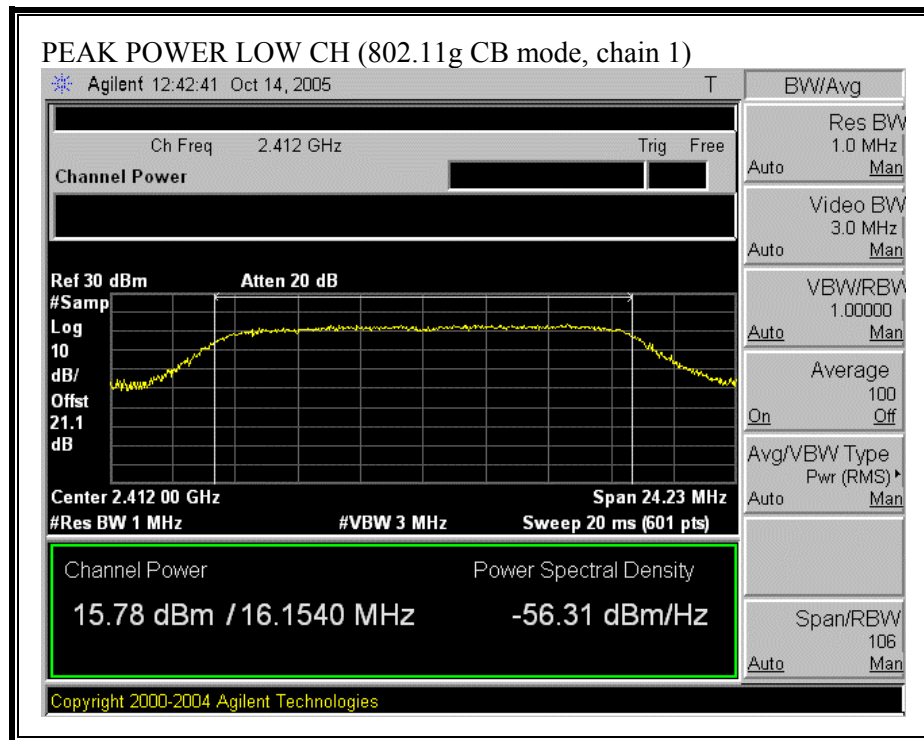 PEAK POWER LOW CH (802.11g CB mode, chain 1)
Agilent 12:42:41 Oct 14, 2005 T
Ch Freq 2.412 GHz Trig Free
Channel Power
Ref 30 dBm Atten 20 dB
#Samp
Log
10
dB/
Offst
21.1
dB
Center 2.412 00 GHz Span 24.23 MHz
#Res BW 1 MHz #VBW 3 MHz Sweep 20 ms (601 pts)
Channel Power Power Spectral Density
15.78 dBm / 16.1540 MHz -56.31 dBm/Hz
Copyright 2000-2004 Agilent Technologies
BW/Avg
Res BW
1.0 MHz
Auto Man
Video BW
3.0 MHz
Auto Man
VBW/RBW
1.00000
Auto Man
Average
100
On Off
Avg/VBW Type
Pwr (RMS)
Auto Man
Span/RBW
106
Auto Man